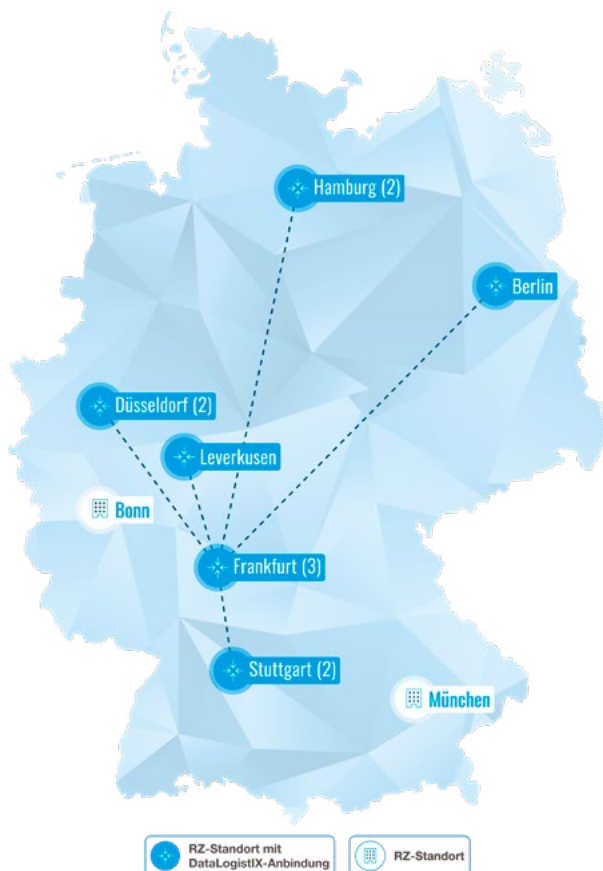 Hamburg (2)
Berlin
Düsseldorf (2)
Leverkusen
Bonn
Frankfurt (3)
Stuttgart (2)
München
RZ-Standort mit
DataLogistIX-Anbindung
RZ-Standort